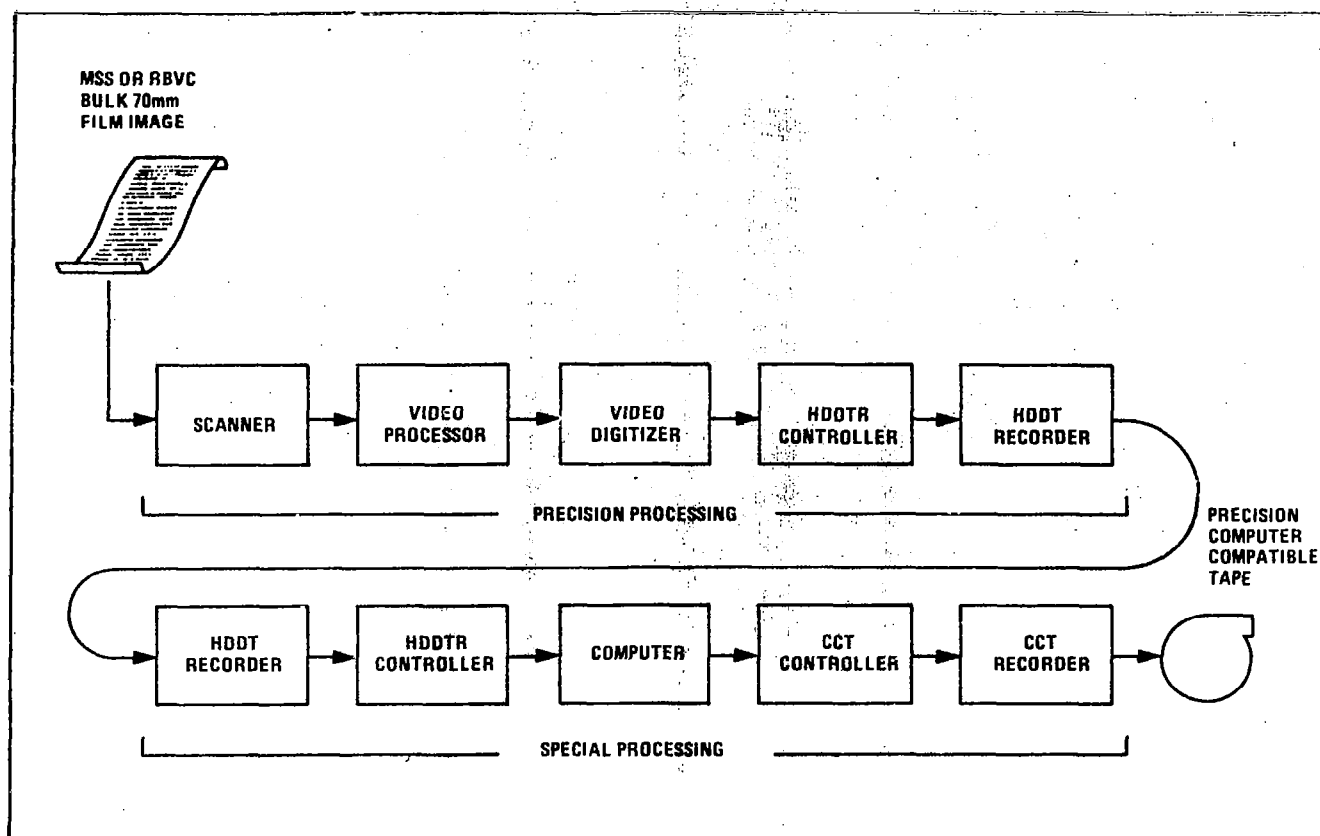 MSS OR RBVC
BULK 70mm
FILM IMAGE
SCANNER
VIDEO
PROCESSOR
VIDEO
DIGITIZER
HDDTR
CONTROLLER
HDDT
RECORDER
PRECISION PROCESSING
PRECISION
COMPUTER
COMPATIBLE
TAPE
HDDT
RECORDER
HDDTR
CONTROLLER
COMPUTER
CCT
CONTROLLER
CCT
RECORDER
SPECIAL PROCESSING